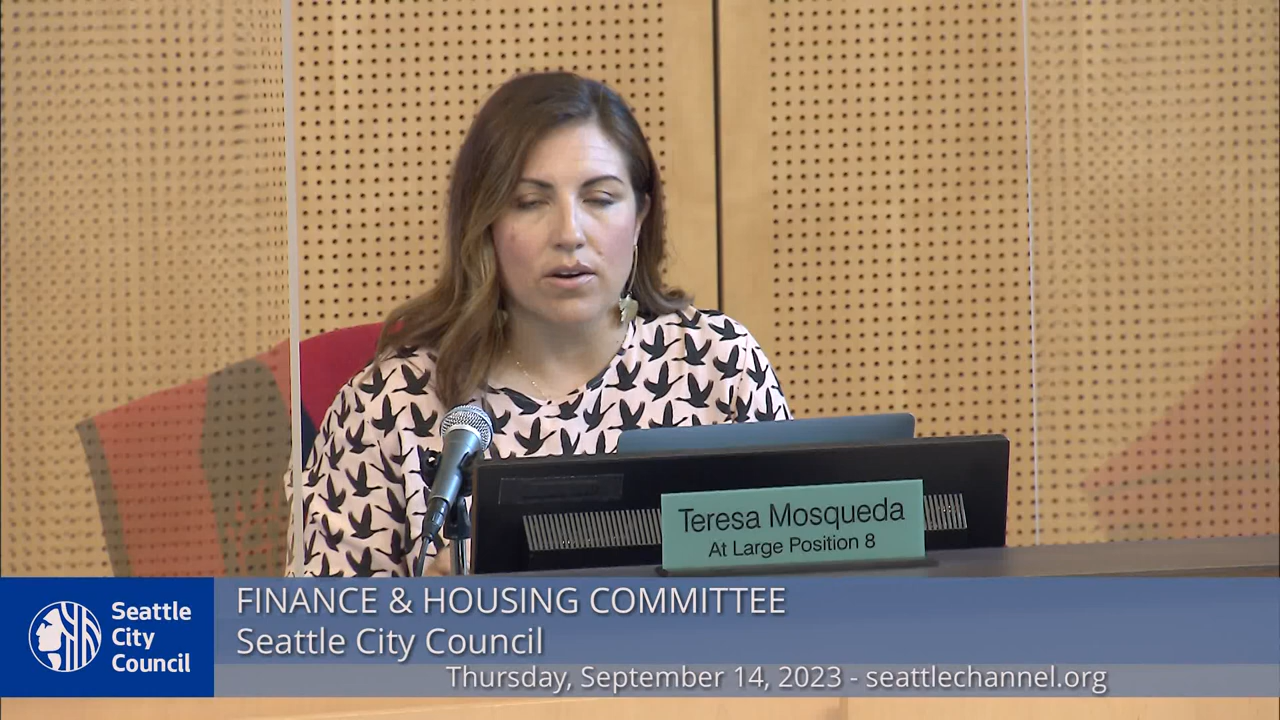 Teresa Mosqueda
At Large Position 8
Seattle
City
Council
FINANCE & HOUSING COMMITTEE
Seattle City Council
Thursday, September 14, 2023 - seattlechannel.org